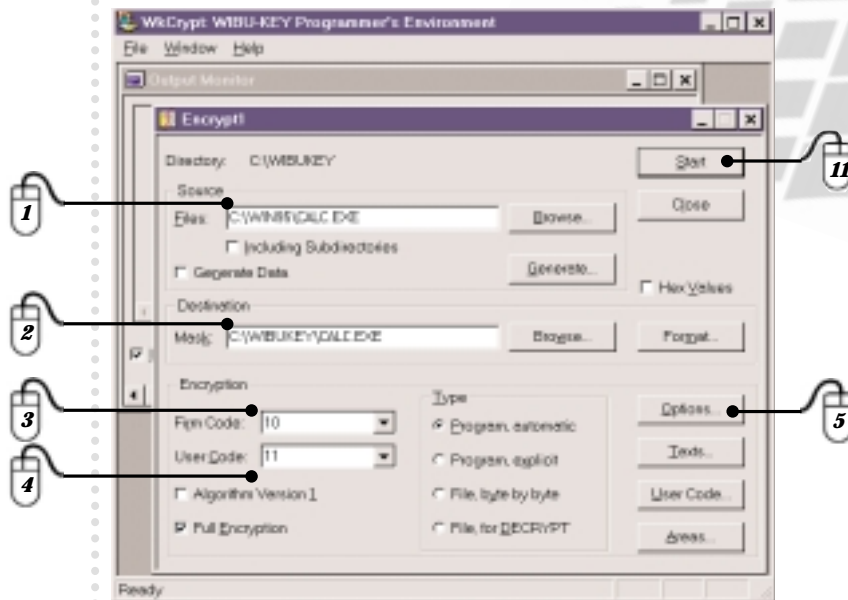 WkCrypt: WIBU-KEY Programmer's Environment
File Window Help
Output Monitor
Encrypt1
Directory: C:\WIBUKEY
Start
11
Source
Close
1
Files: C:\WIN95\CALC.EXE
Browse...
Including Subdirectories
Generate Data
Generate...
Hex Values
Destination
2
Mask: C:\WIBUKEY\CALC.EXE
Browse...
Format...
Encryption
Type
Options...
3
Firm Code: 10
Program, automatic
5
Texts...
4
User Code: 11
Program, explicit
Algorithm Version 1
File, byte by byte
User Code...
Full Encryption
File, for DECRYPT
Areas...
Ready